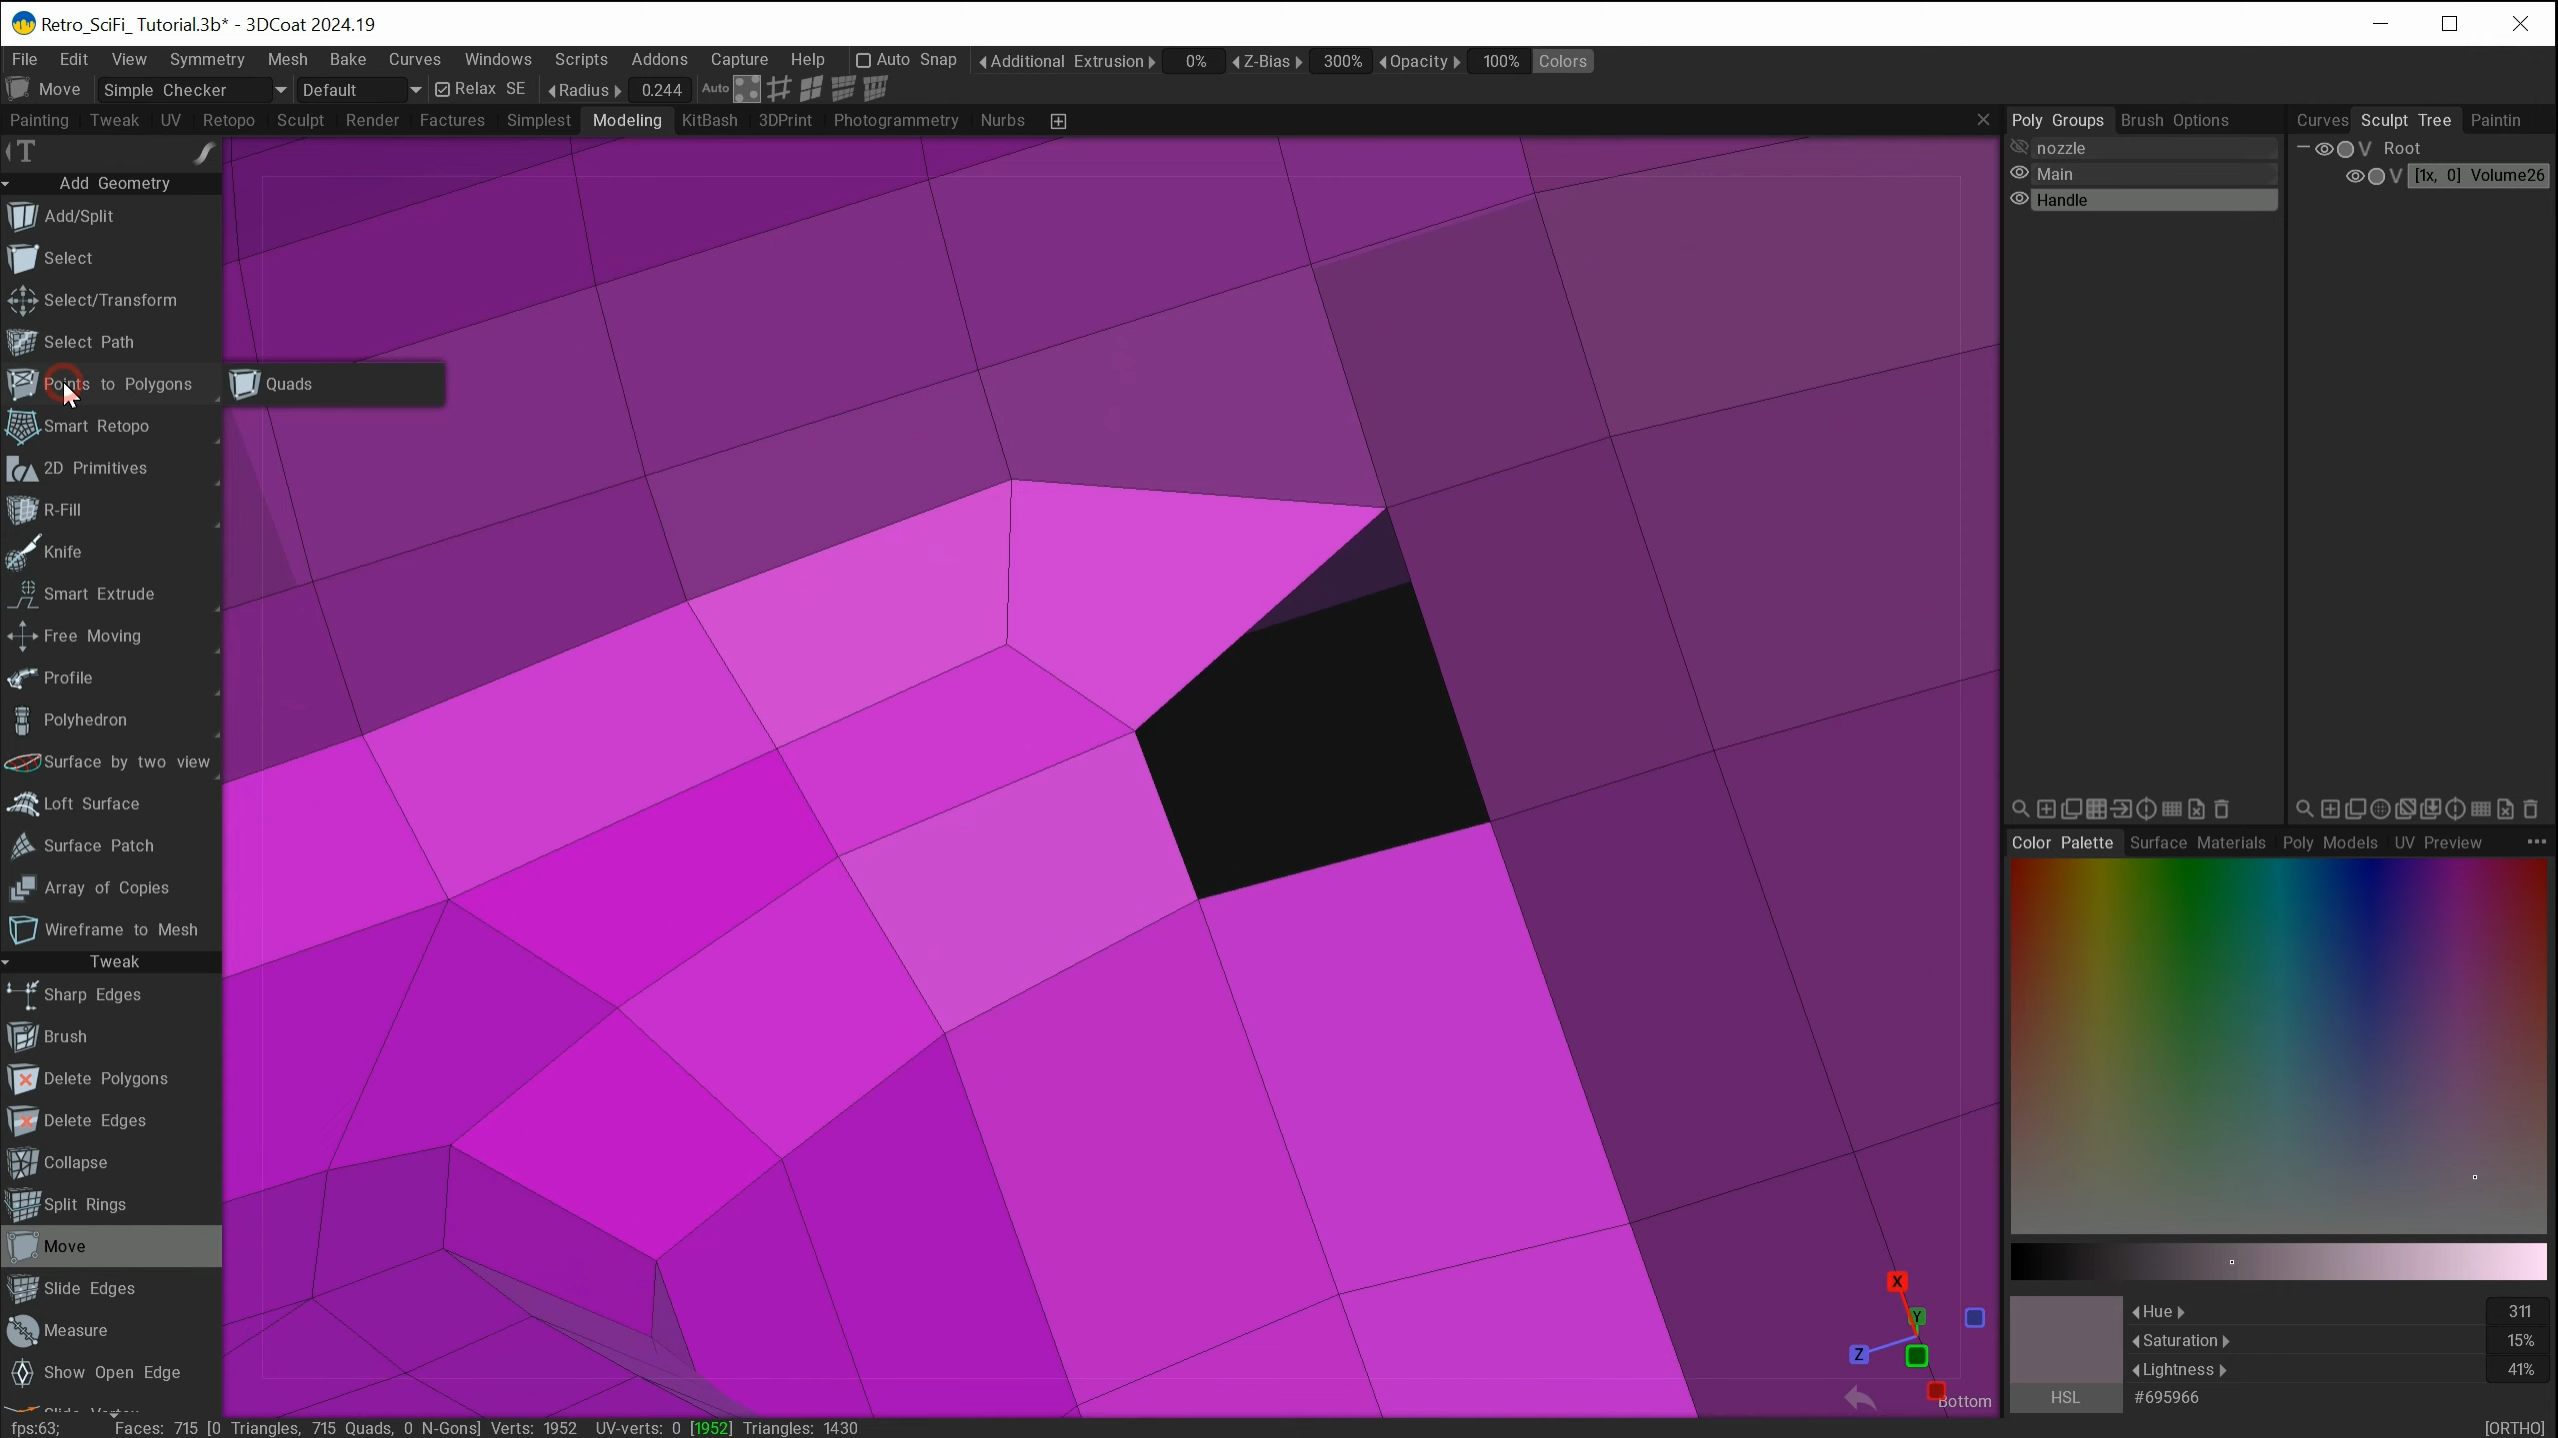 Retro_SciFi_ Tutorial.3b* - 3DCoat 2024.19
File Edit View Symmetry Mesh Bake Curves Windows Scripts Addons Capture Help Auto Snap Additional Extrusion 0% Z-Bias 300% Opacity 100% Colors
Move Simple Checker Default Relax SE Radius 0.244 Auto
Painting Tweak UV Retopo Sculpt Render Factures Simplest Modeling KitBash 3DPrint Photogrammetry Nurbs
Poly Groups Brush Options
nozzle
Main
Handle
Curves Sculpt Tree Paintin
V Root
V [1x, 0] Volume26
T
Add Geometry
Add/Split
Select
Select/Transform
Select Path
Points to Polygons
Quads
Smart Retopo
2D Primitives
R-Fill
Knife
Smart Extrude
Free Moving
Profile
Polyhedron
Surface by two view
Loft Surface
Surface Patch
Array of Copies
Wireframe to Mesh
Tweak
Sharp Edges
Brush
Delete Polygons
Delete Edges
Collapse
Split Rings
Move
Slide Edges
Measure
Show Open Edge
X
Y
Z
Bottom
Color Palette Surface Materials Poly Models UV Preview
Hue 311
Saturation 15%
Lightness 41%
HSL #695966
fps:63; Faces: 715 [0 Triangles, 715 Quads, 0 N-Gons] Verts: 1952 UV-verts: 0 [1952] Triangles: 1430
[ORTHO]